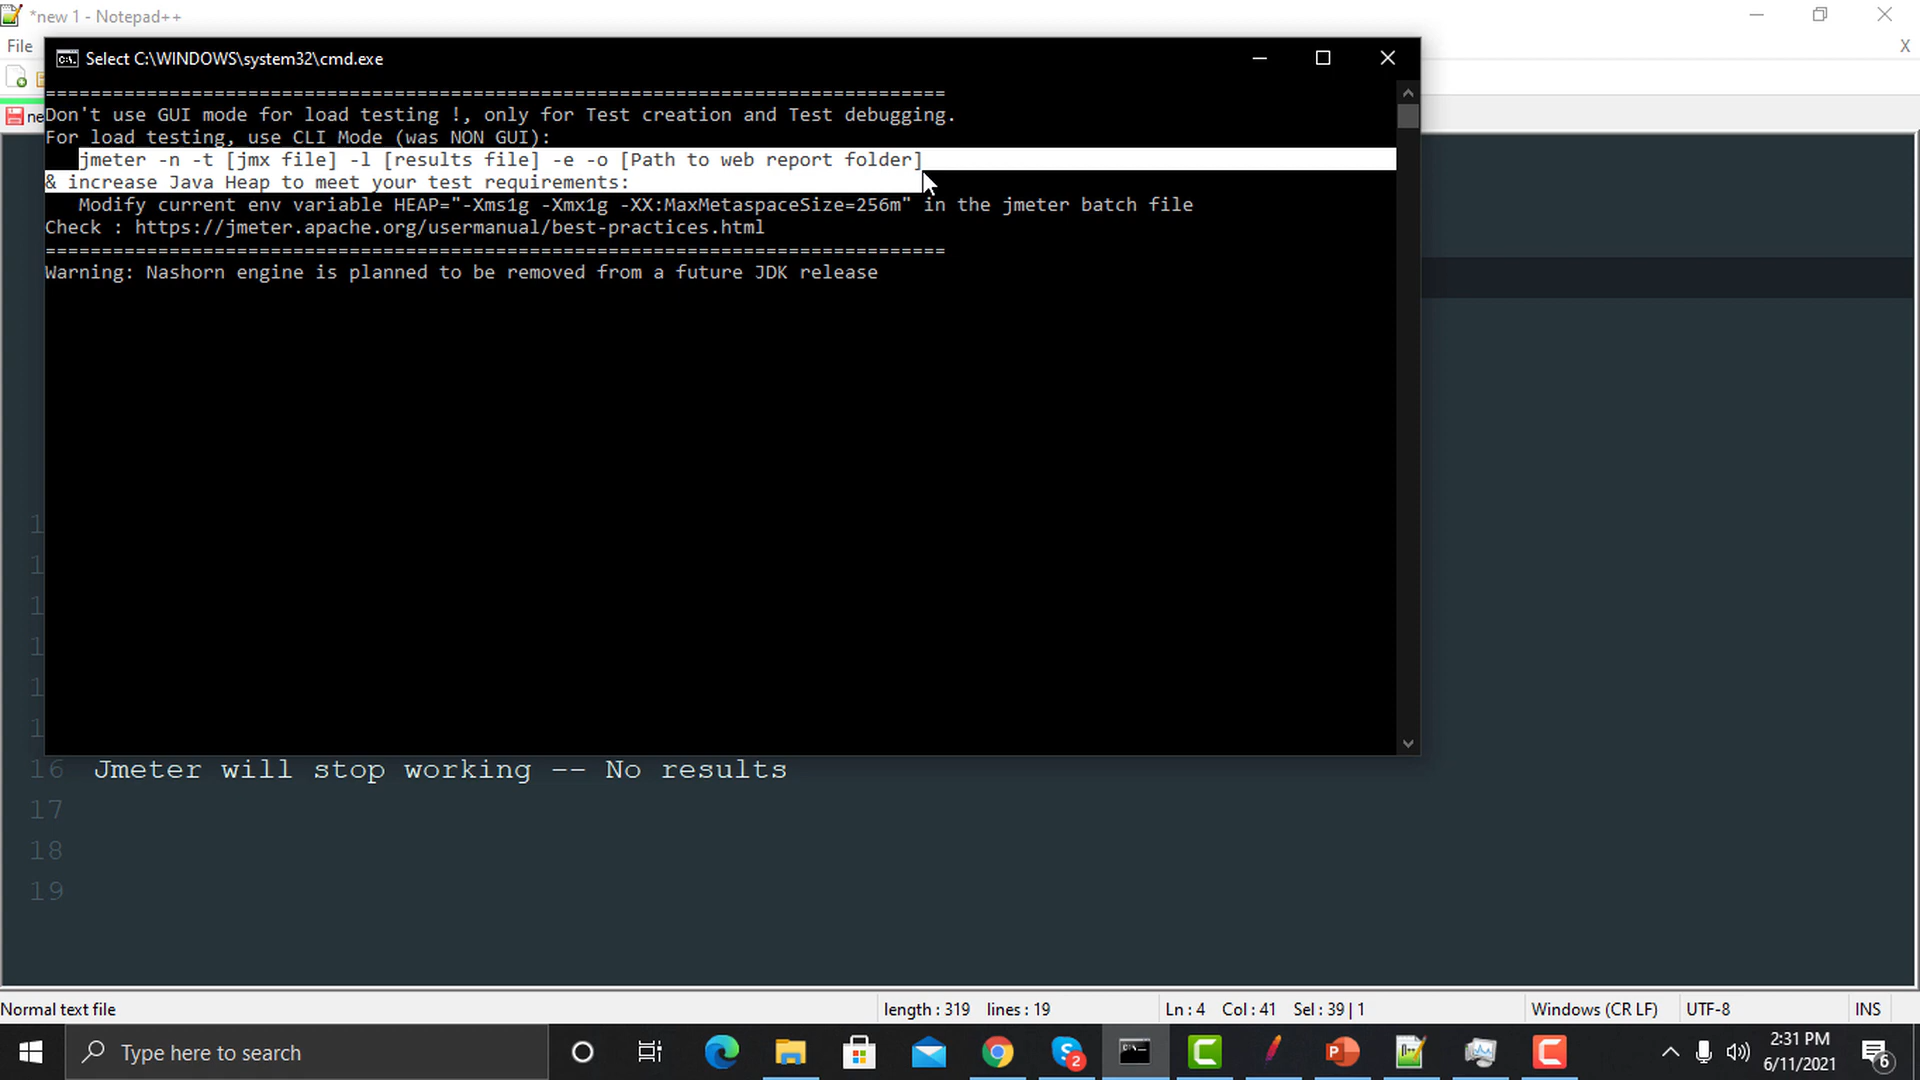 *new 1 - Notepad++
File
X
Select C:\WINDOWS\system32\cmd.exe
================================================================================
Don't use GUI mode for load testing !, only for Test creation and Test debugging.
For load testing, use CLI Mode (was NON GUI):
jmeter -n -t [jmx file] -l [results file] -e -o [Path to web report folder]
& increase Java Heap to meet your test requirements:
Modify current env variable HEAP="-Xms1g -Xmx1g -XX:MaxMetaspaceSize=256m" in the jmeter batch file
Check : https://jmeter.apache.org/usermanual/best-practices.html
================================================================================
Warning: Nashorn engine is planned to be removed from a future JDK release
16 Jmeter will stop working -- No results
17
18
19
Normal text file
length : 319 lines : 19
Ln : 4 Col : 41 Sel : 39 | 1
Windows (CR LF)
UTF-8
INS
Type here to search
2
2:31 PM
6/11/2021
6